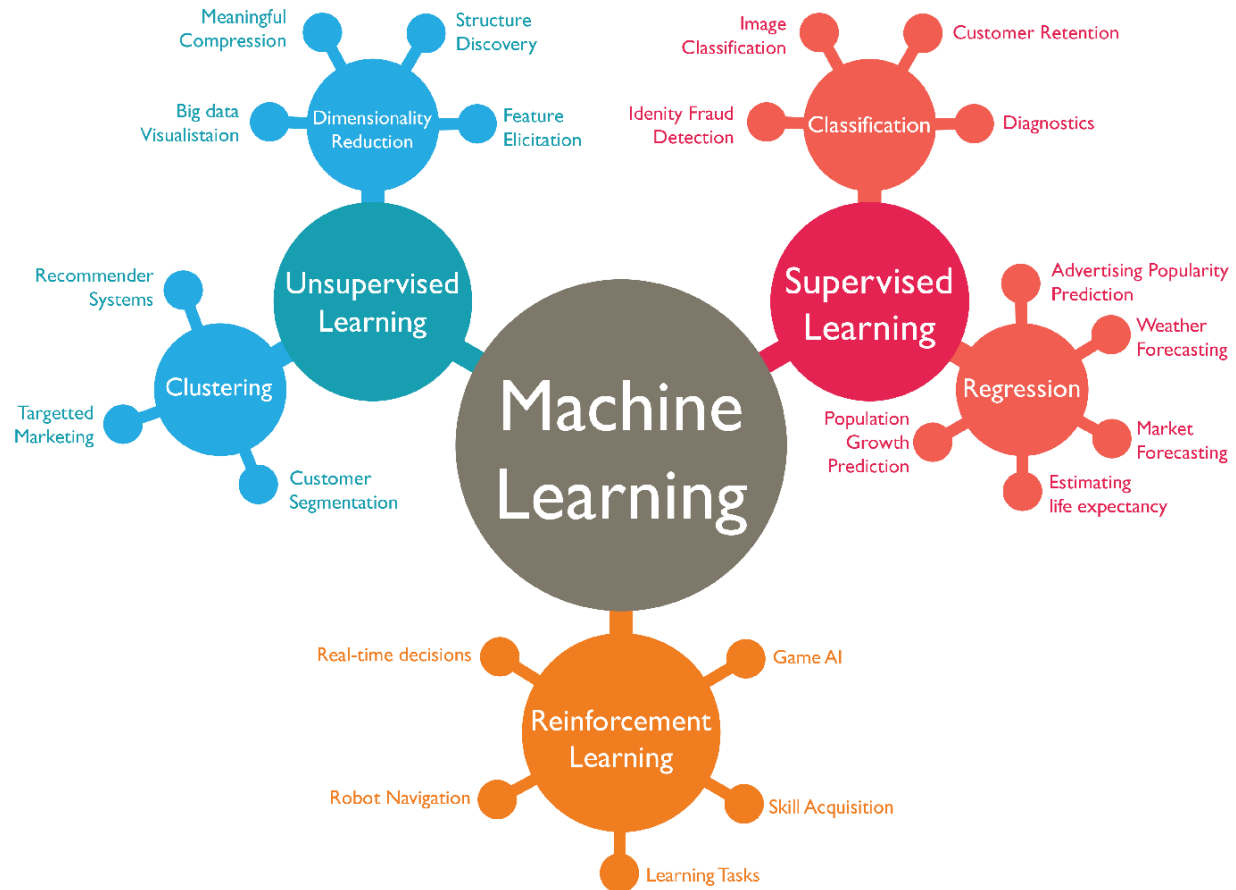 Meaningful
Compression
Structure
Discovery
Big data
Visualistaion
Dimensionality
Reduction
Feature
Elicitation
Unsupervised
Learning
Recommender
Systems
Clustering
Targetted
Marketing
Customer
Segmentation
Image
Classification
Customer Retention
Idenity Fraud
Detection
Classification
Diagnostics
Supervised
Learning
Advertising Popularity
Prediction
Weather
Forecasting
Regression
Population
Growth
Prediction
Market
Forecasting
Estimating
life expectancy
Machine
Learning
Real-time decisions
Game AI
Reinforcement
Learning
Robot Navigation
Skill Acquisition
Learning Tasks